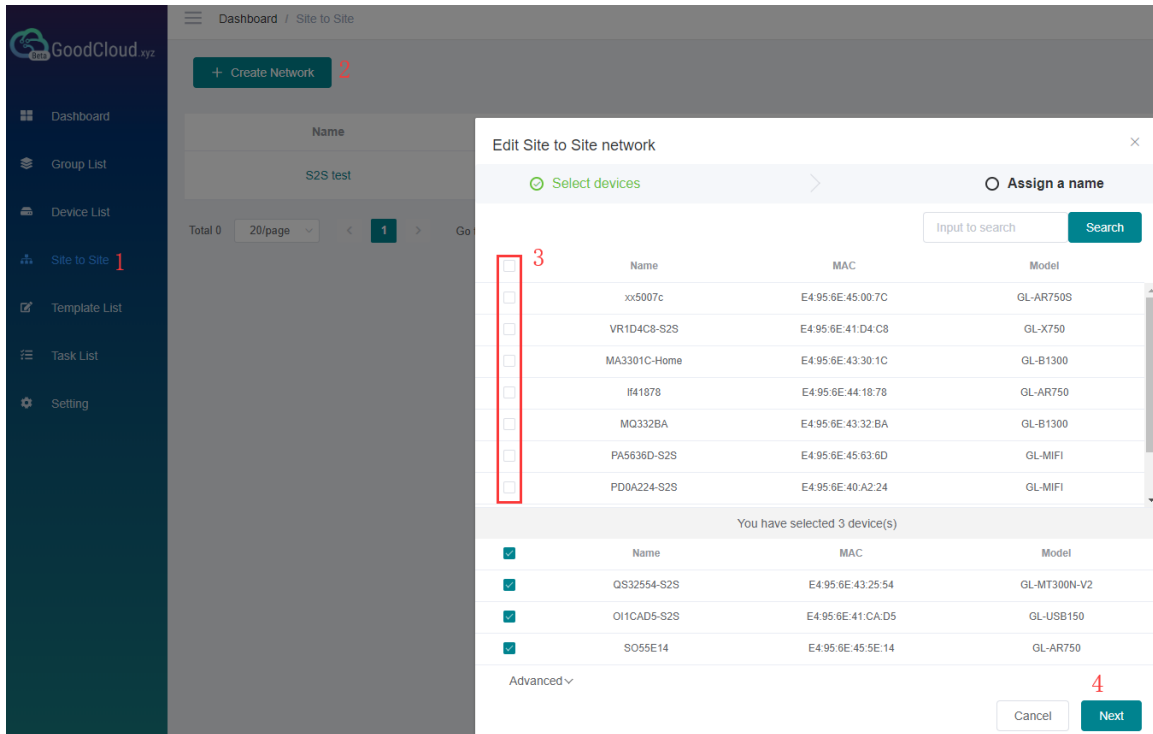 Dashboard / Site to Site
Beta GoodCloud.xyz
+ Create Network 2
Dashboard
Group List
Device List
Site to Site 1
Template List
Task List
Setting
Name
S2S test
Total 0 20/page < 1 > Go
Edit Site to Site network ×
Select devices Assign a name
Input to search Search
3 Name MAC Model
xx5007c E4:95:6E:45:00:7C GL-AR750S
VR1D4C8-S2S E4:95:6E:41:D4:C8 GL-X750
MA3301C-Home E4:95:6E:43:30:1C GL-B1300
lf41878 E4:95:6E:44:18:78 GL-AR750
MQ332BA E4:95:6E:43:32:BA GL-B1300
PA5636D-S2S E4:95:6E:45:63:6D GL-MIFI
PD0A224-S2S E4:95:6E:40:A2:24 GL-MIFI
You have selected 3 device(s)
Name MAC Model
QS32554-S2S E4:95:6E:43:25:54 GL-MT300N-V2
OI1CAD5-S2S E4:95:6E:41:CA:D5 GL-USB150
SO55E14 E4:95:6E:45:5E:14 GL-AR750
Advanced
4
Cancel Next